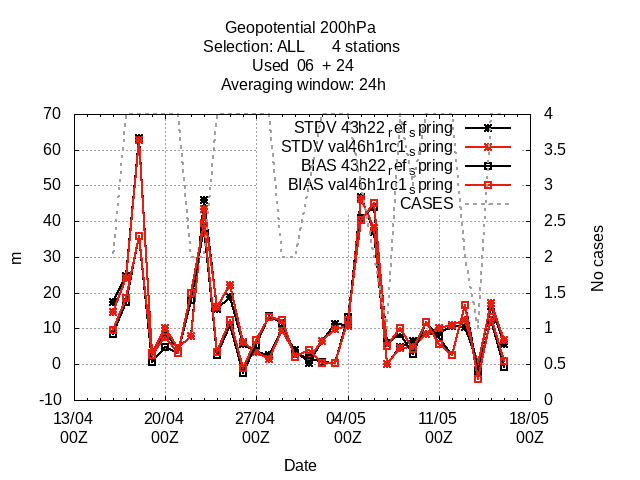 Geopotential 200hPa
Selection: ALL 4 stations
Used 06 + 24
Averaging window: 24h
STDV 43h22_ref_spring
STDV val46h1rc1_spring
BIAS 43h22_ref_spring
BIAS val46h1rc1_spring
CASES
70
60
50
40
30
20
10
0
-10
m
4
3.5
3
2.5
2
1.5
1
0.5
0
No cases
13/04 20/04 27/04 04/05 11/05 18/05
00Z 00Z 00Z 00Z 00Z 00Z
Date